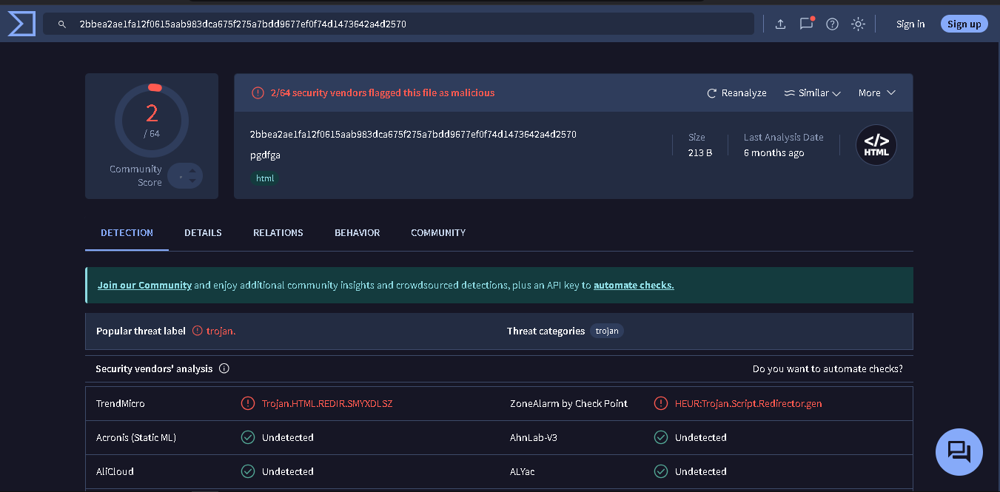 2bbea2ae1fa12f0615aab983dca675f275a7bdd9677ef0f74d1473642a4d2570
Sign in
Sign up
2
/ 64
Community
Score
2/64 security vendors flagged this file as malicious
Reanalyze
Similar
More
2bbea2ae1fa12f0615aab983dca675f275a7bdd9677ef0f74d1473642a4d2570
pgdfga
html
Size
213 B
Last Analysis Date
6 months ago
</>
HTML
DETECTION
DETAILS
RELATIONS
BEHAVIOR
COMMUNITY
Join our Community and enjoy additional community insights and crowdsourced detections, plus an API key to automate checks.
Popular threat label
trojan.
Threat categories
trojan
Security vendors' analysis
Do you want to automate checks?
TrendMicro
Trojan.HTML.REDIR.SMYXDLSZ
ZoneAlarm by Check Point
HEUR:Trojan.Script.Redirector.gen
Acronis (Static ML)
Undetected
AhnLab-V3
Undetected
AliCloud
Undetected
ALYac
Undetected